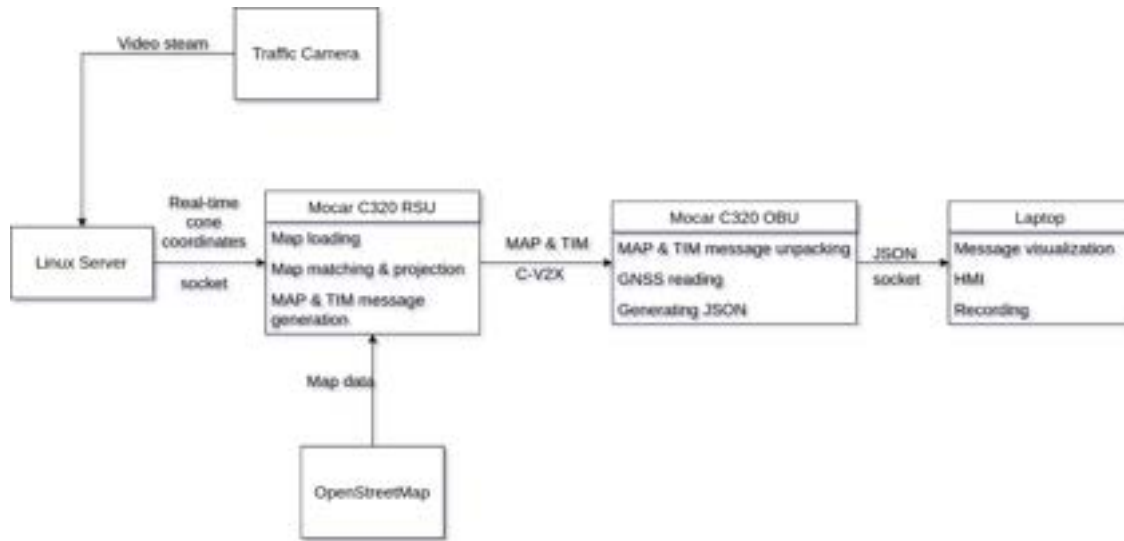 Video steam
Traffic Camera
Linux Server
Real-time
cone
coordinates
socket
Mocar C320 RSU
Map loading
Map matching & projection
MAP & TIM message
generation
MAP & TIM
C-V2X
Mocar C320 OBU
MAP & TIM message unpacking
GNSS reading
Generating JSON
JSON
socket
Laptop
Message visualization
HMI
Recording
Map data
OpenStreetMap